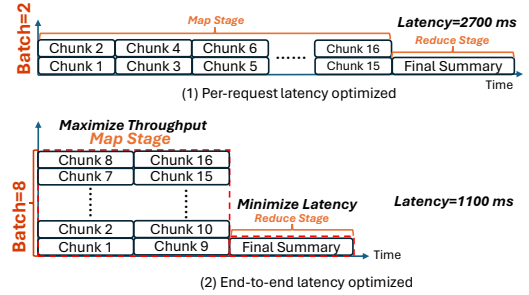 Map Stage
Latency=2700 ms
Batch=2
Chunk 2 Chunk 4 Chunk 6 Chunk 16 Reduce Stage
Chunk 1 Chunk 3 Chunk 5 ...... Chunk 15 Final Summary
Time
(1) Per-request latency optimized
Maximize Throughput
Map Stage
Batch=8
Chunk 8 Chunk 16
Chunk 7 Chunk 15
Minimize Latency
Latency=1100 ms
Reduce Stage
Chunk 2 Chunk 10
Chunk 1 Chunk 9 Final Summary
Time
(2) End-to-end latency optimized